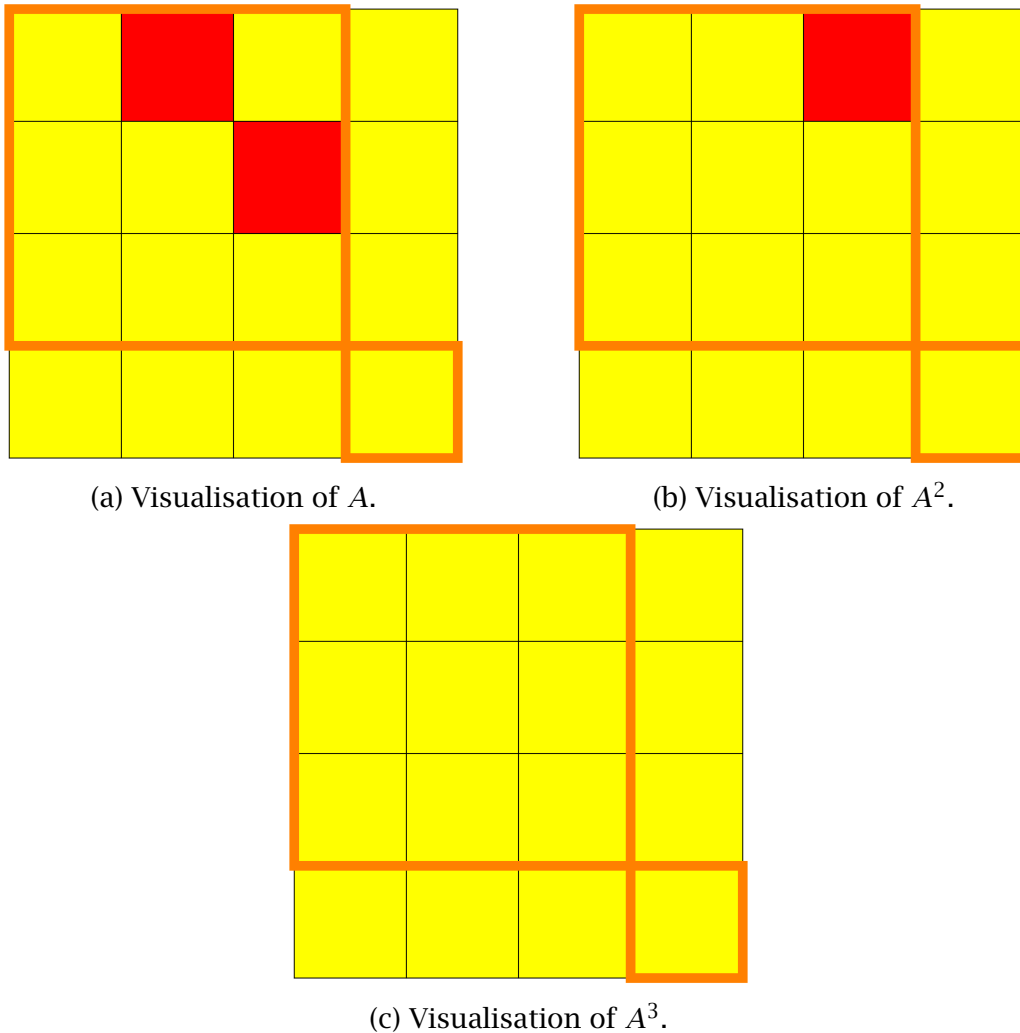 (a) Visualisation of A.
(b) Visualisation of A².
(c) Visualisation of A³.